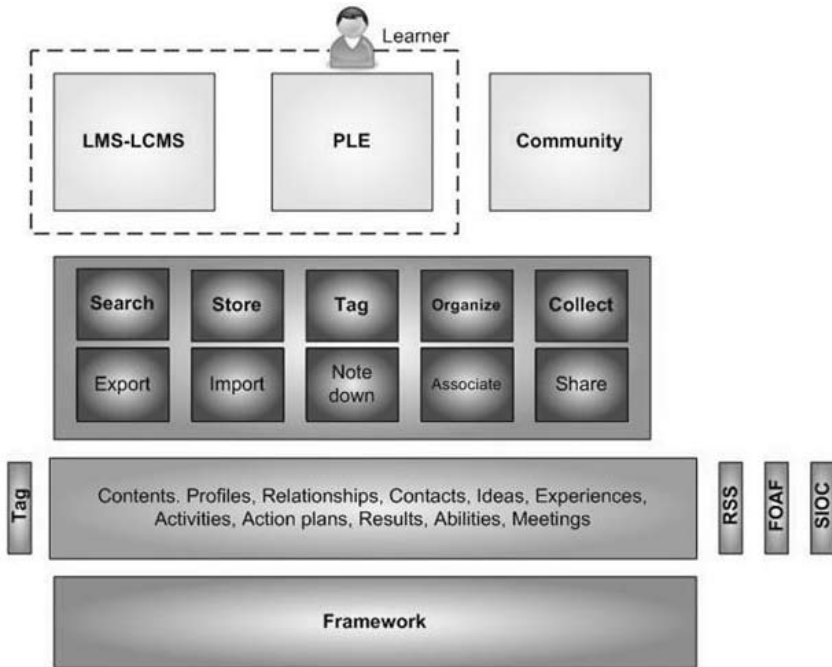 Learner
LMS-LCMS
PLE
Community
Search
Store
Tag
Organize
Collect
Export
Import
Note
down
Associate
Share
Tag
Contents. Profiles, Relationships, Contacts, Ideas, Experiences,
Activities, Action plans, Results, Abilities, Meetings
RSS
FOAF
SIOC
Framework